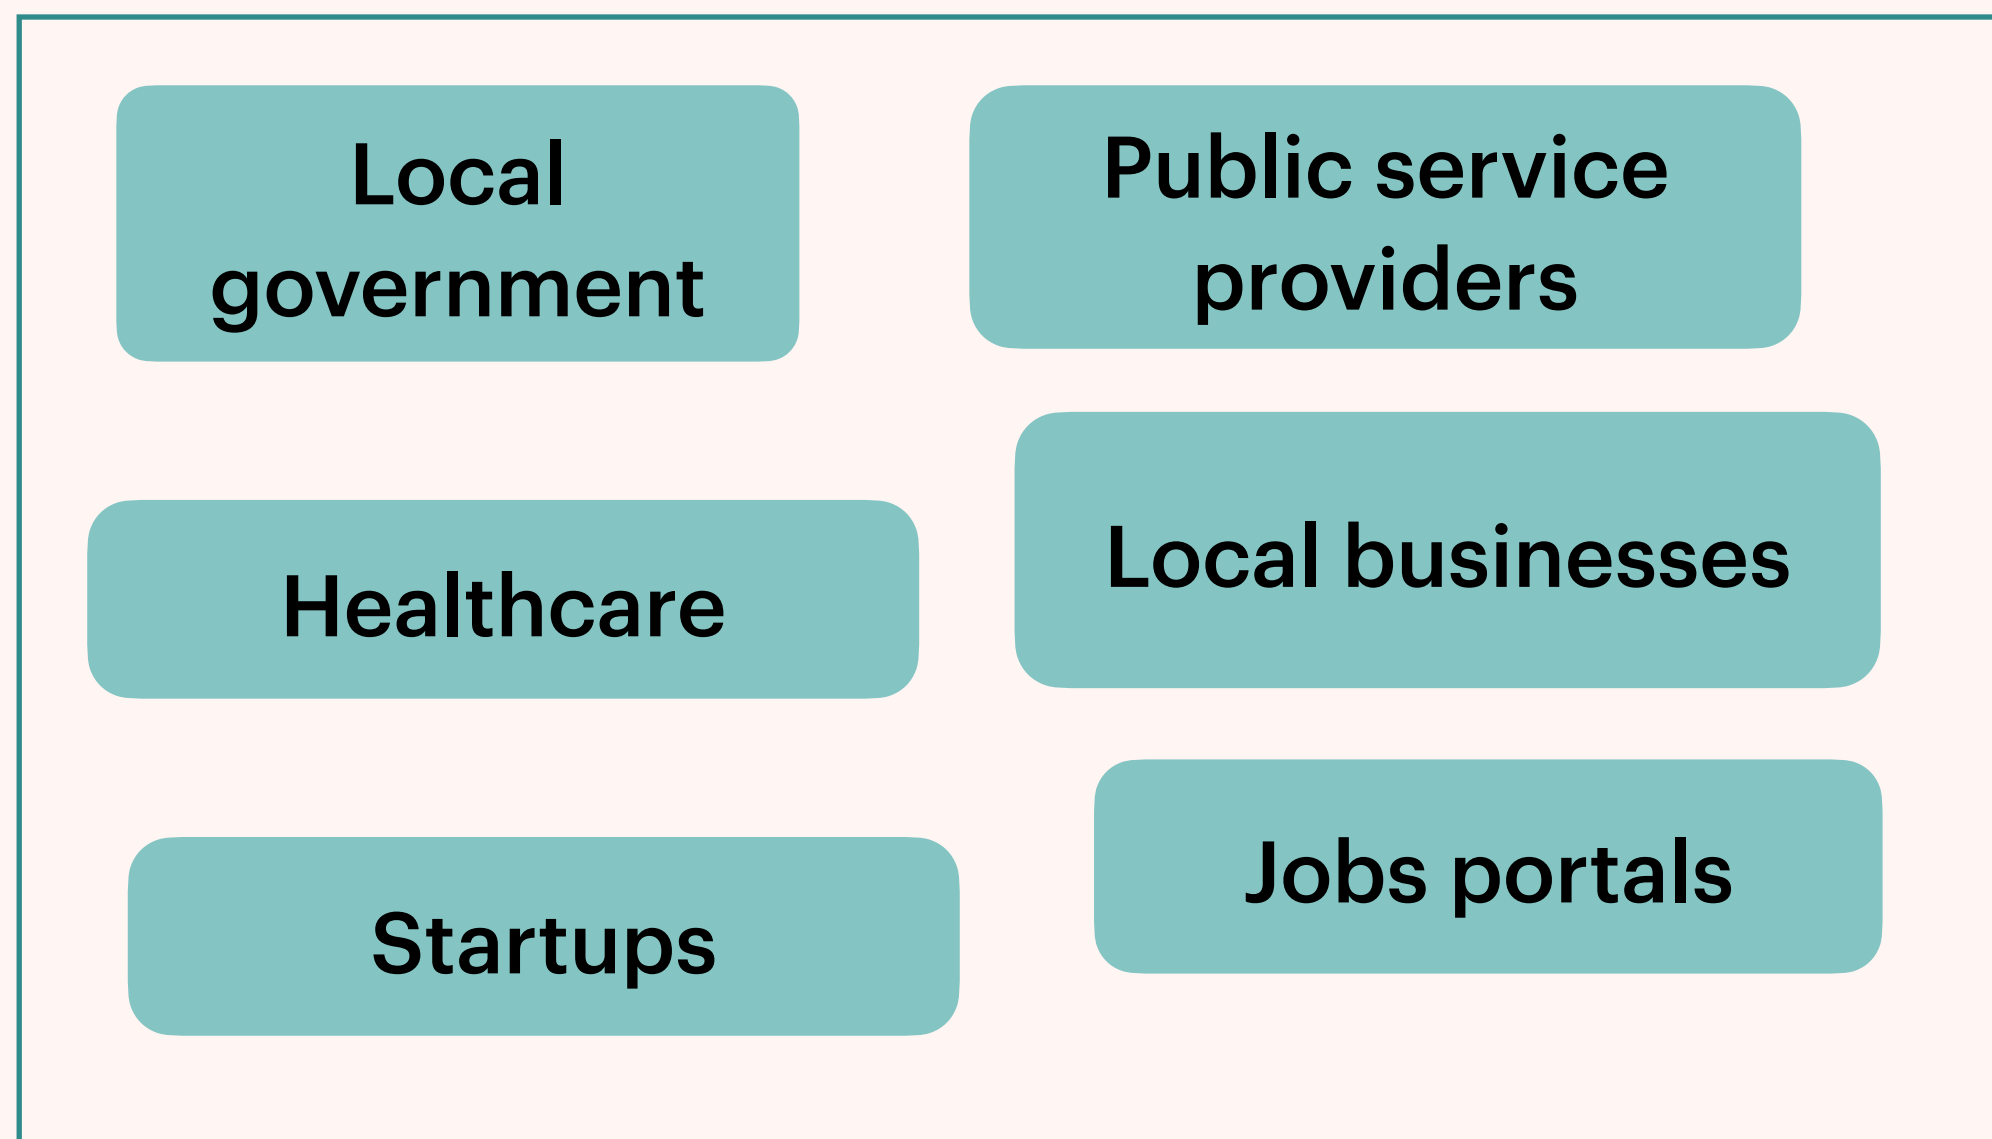 Local
government
Public service
providers
Healthcare
Local businesses
Startups
Jobs portals